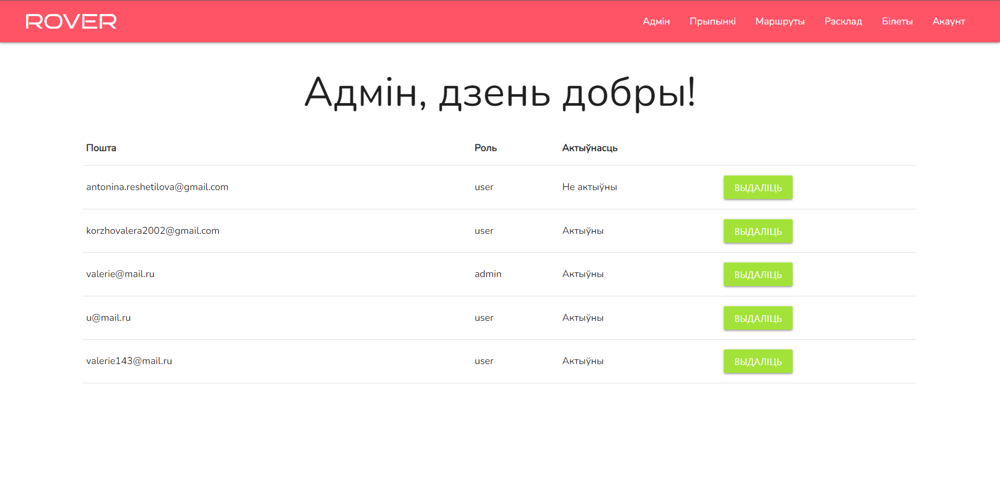 ROVER Адмін Прыпынкі Маршруты Расклад Білеты Акаунт
Адмін, дзень добры!
Пошта Роль Актыўнасць
antonina.reshetilova@gmail.com user Не актыўны ВЫДАЛІЦЬ
korzhovalera2002@gmail.com user Актыўны ВЫДАЛІЦЬ
valerie@mail.ru admin Актыўны ВЫДАЛІЦЬ
u@mail.ru user Актыўны ВЫДАЛІЦЬ
valerie143@mail.ru user Актыўны ВЫДАЛІЦЬ